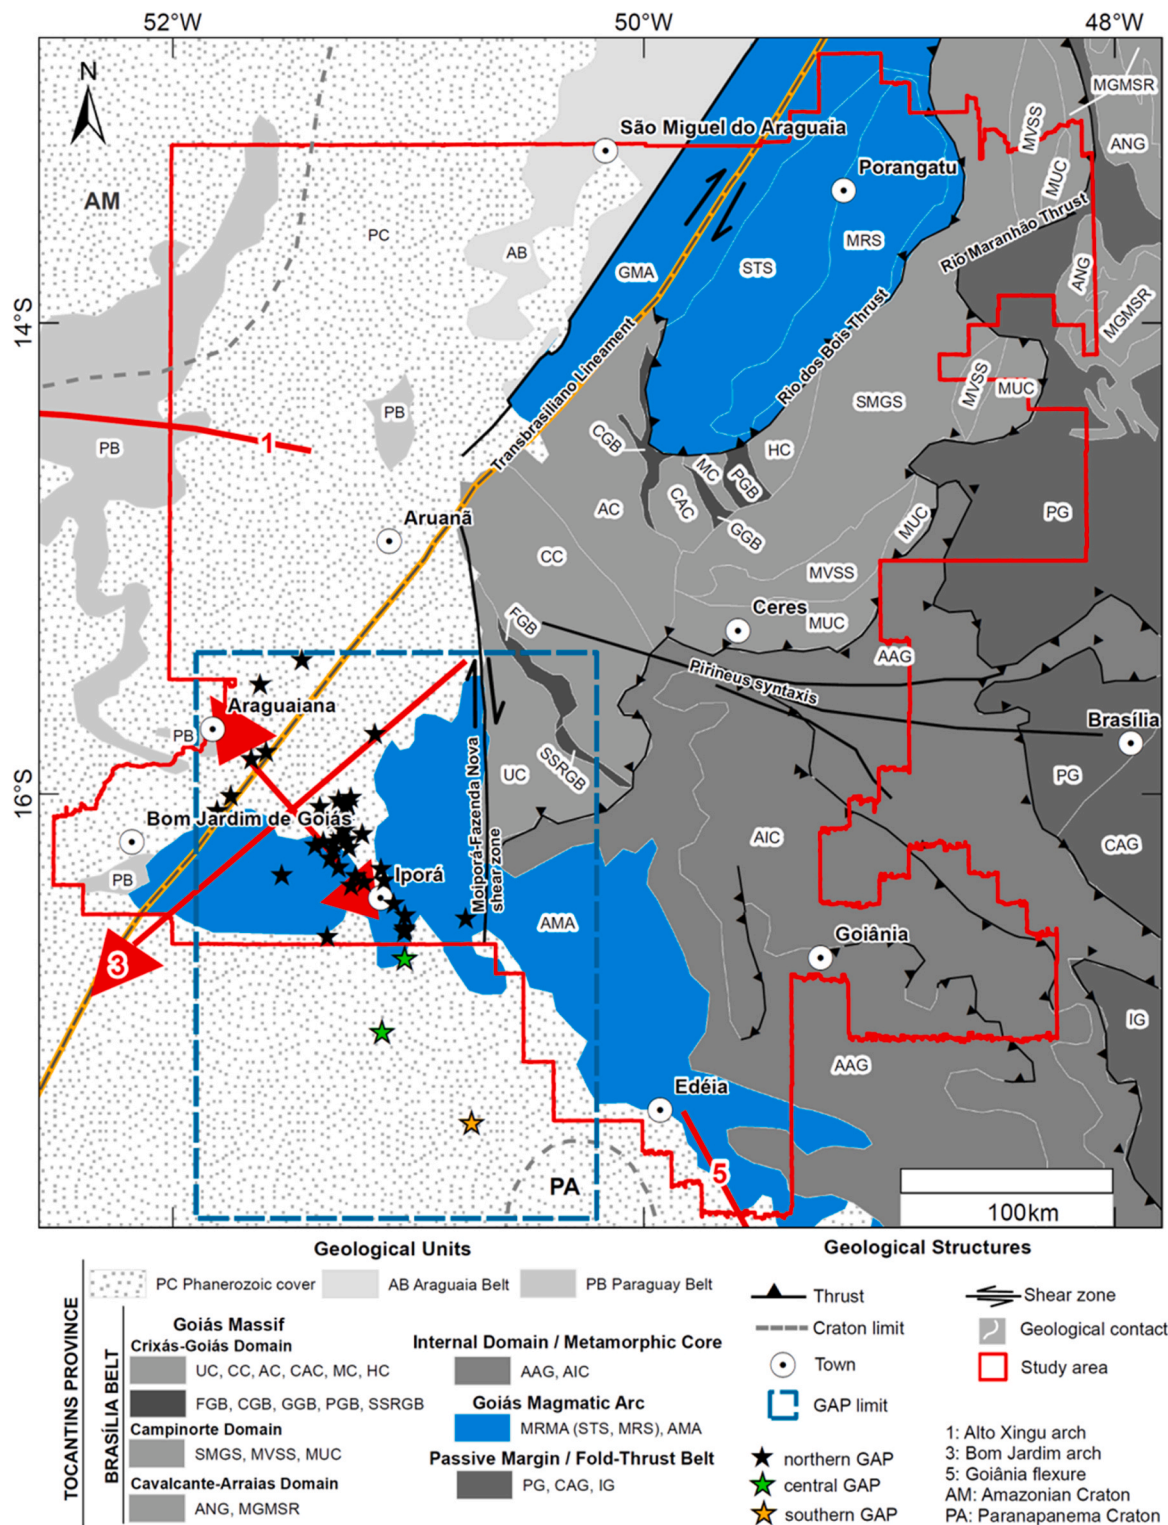 52°W
50°W
48°W
N
MGMSR
MVSS
ANG
São Miguel do Araguaia
MUC
Porangatu
AM
PC
Rio Maranhão Thrust
AB
MRS
GMA
STS
ANG
14°S
MGMSR
Transbrasiliano Lineament
Rio dos Bois Thrust
MVSS
MUC
PB
SMGS
1
CGB
PB
HC
MC
PGB
AC
CAC
PG
Aruanã
MUC
GGB
CC
MVSS
Ceres
FGB
MUC
AAG
Pirineus syntaxis
Araguaiana
Brasília
PB
SSRGB
UC
PG
16°S
Moiporá-Fazenda Nova
shear zone
Bom Jardim de Goiás
AIC
CAG
PB
Iporá
AMA
Goiânia
3
IG
AAG
Edéia
5
PA
100km
Geological Units
Geological Structures
PC Phanerozoic cover
AB Araguaia Belt
PB Paraguay Belt
TOCANTINS PROVINCE
BRASÍLIA BELT
Goiás Massif
Crixás-Goiás Domain
UC, CC, AC, CAC, MC, HC
FGB, CGB, GGB, PGB, SSRGB
Campinorte Domain
SMGS, MVSS, MUC
Cavalcante-Arraias Domain
ANG, MGMSR
Internal Domain / Metamorphic Core
AAG, AIC
Goiás Magmatic Arc
MRMA (STS, MRS), AMA
Passive Margin / Fold-Thrust Belt
PG, CAG, IG
Thrust
Craton limit
Town
GAP limit
northern GAP
central GAP
southern GAP
Shear zone
Geological contact
Study area
1: Alto Xingu arch
3: Bom Jardim arch
5: Goiânia flexure
AM: Amazonian Craton
PA: Paranapanema Craton